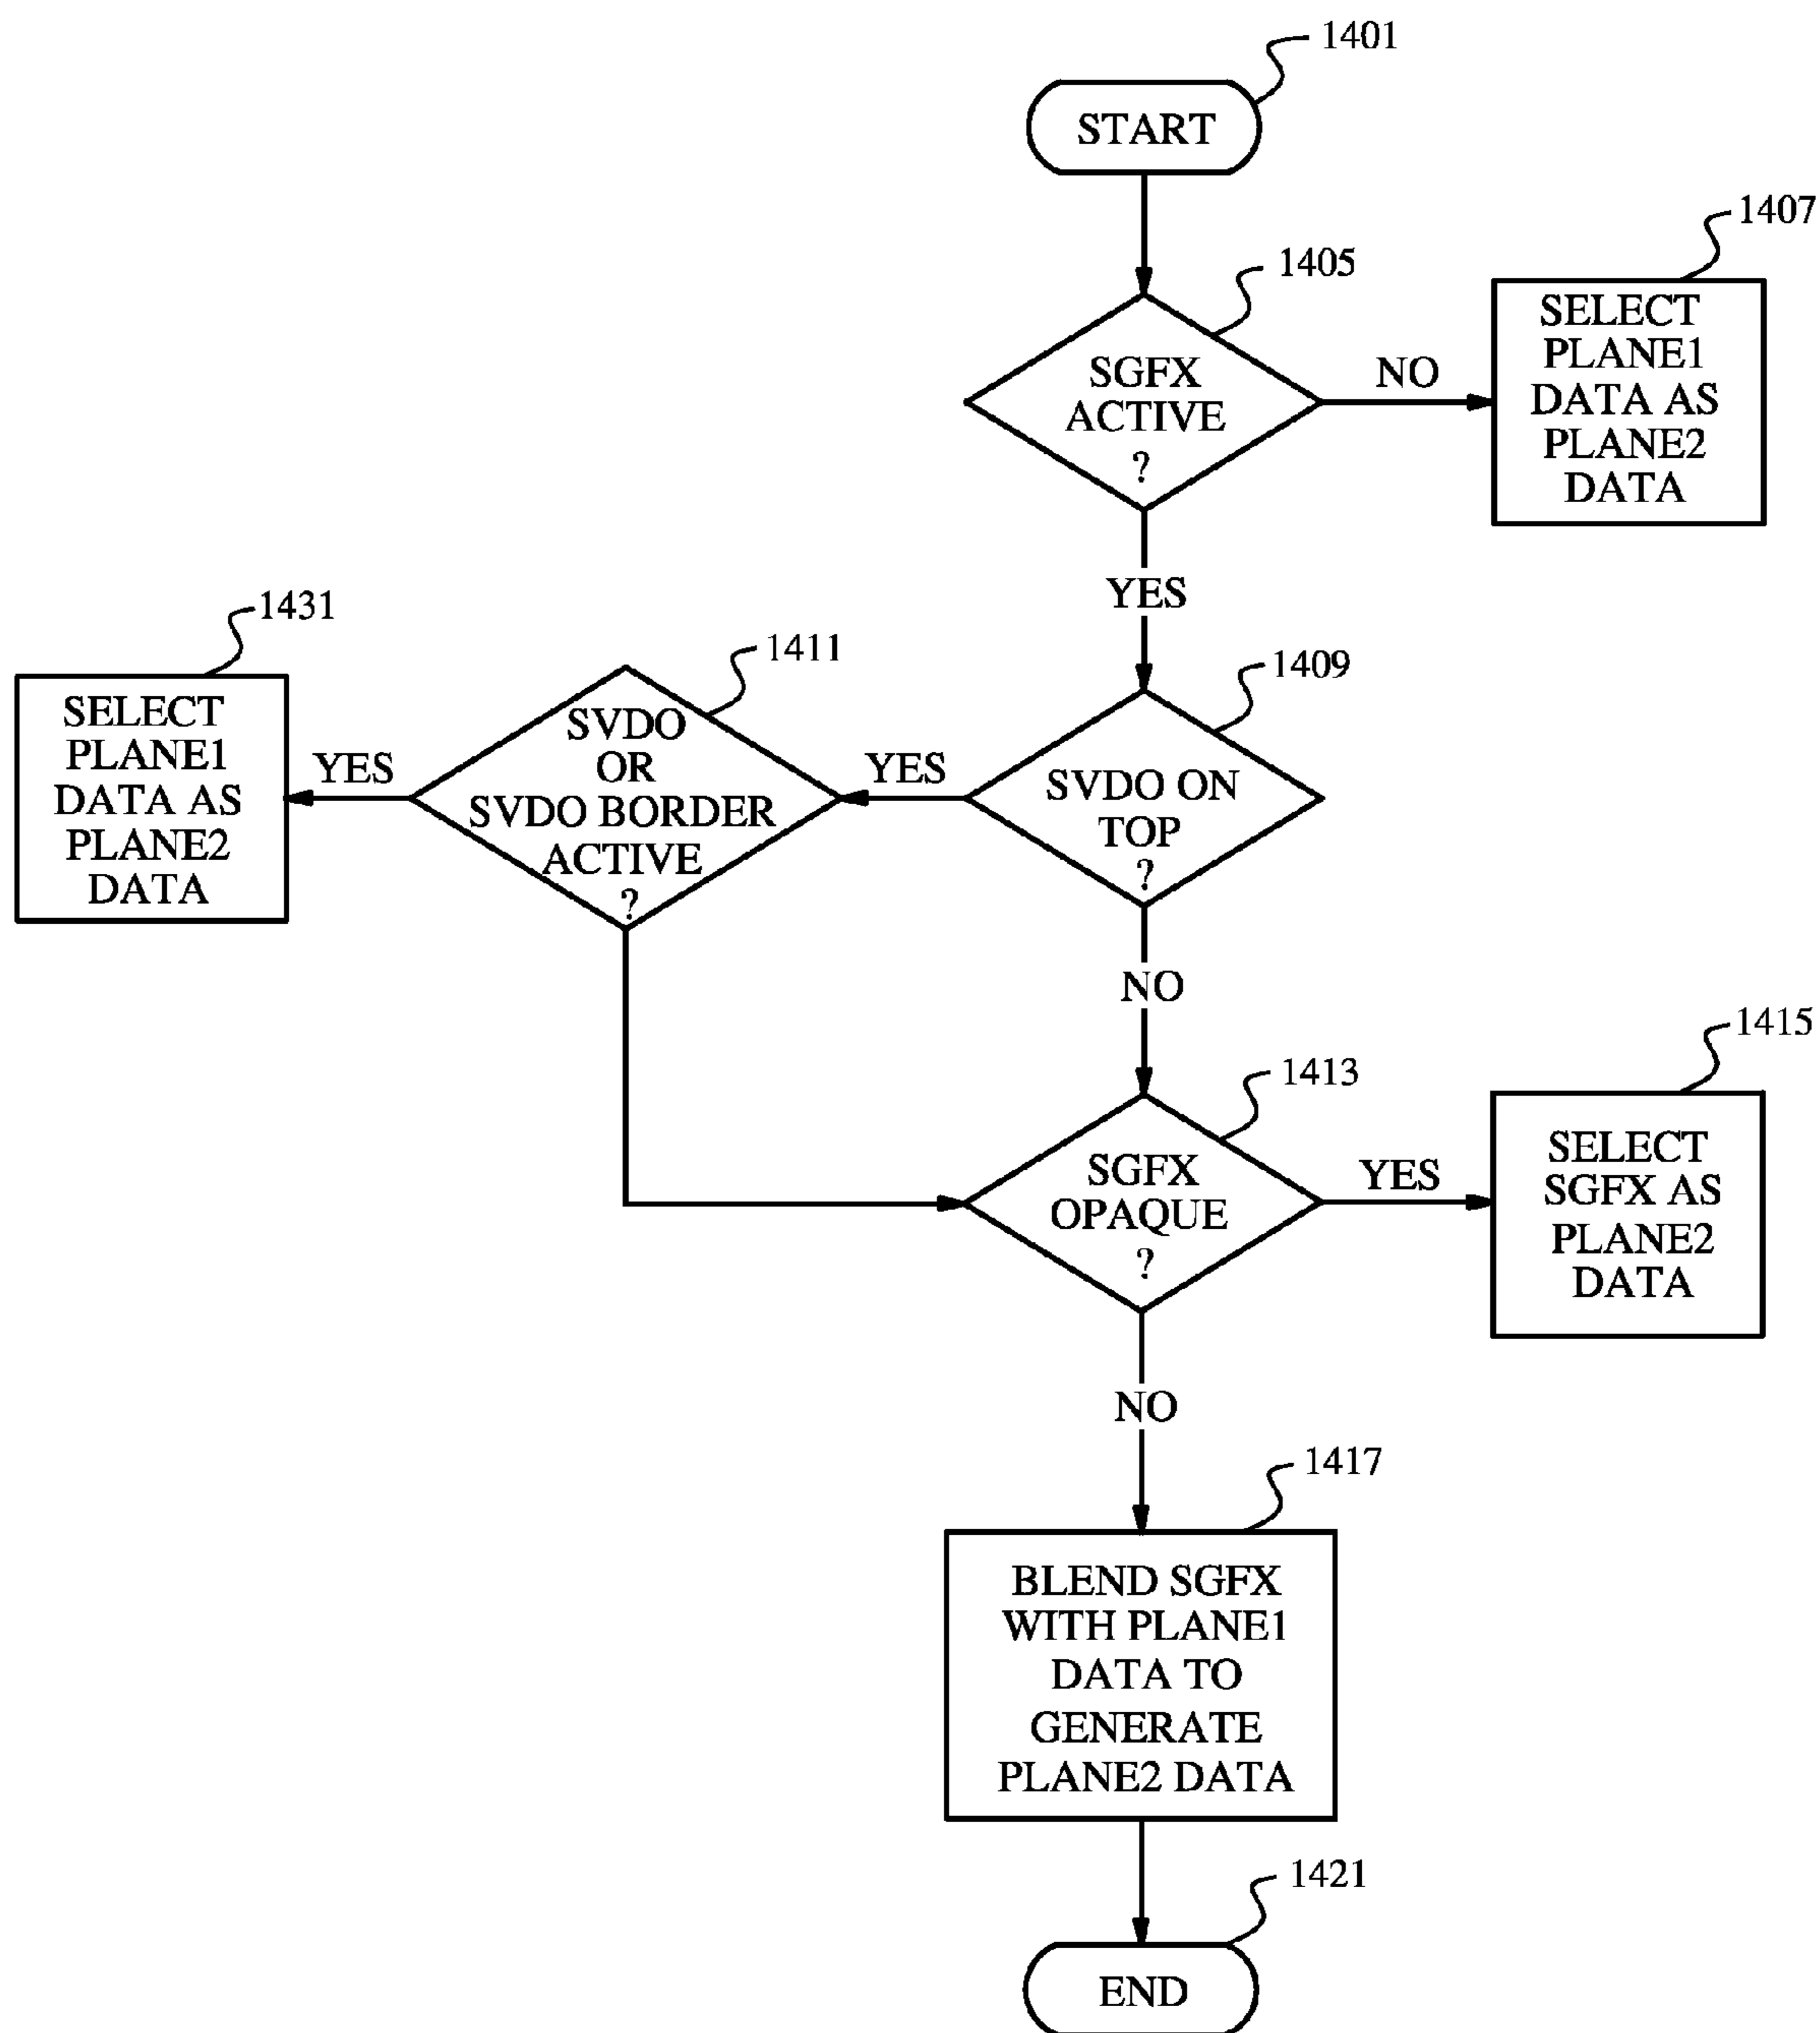 1401
START
1407
1405
SELECT
PLANE1
DATA AS
PLANE2
DATA
SGFX
ACTIVE
?
NO
YES
1431
1411
1409
SELECT
PLANE1
DATA AS
PLANE2
DATA
YES
SVDO
OR
SVDO BORDER
ACTIVE
?
YES
SVDO ON
TOP
?
NO
1415
1413
SGFX
OPAQUE
?
YES
SELECT
SGFX AS
PLANE2
DATA
NO
1417
BLEND SGFX
WITH PLANE1
DATA TO
GENERATE
PLANE2 DATA
1421
END